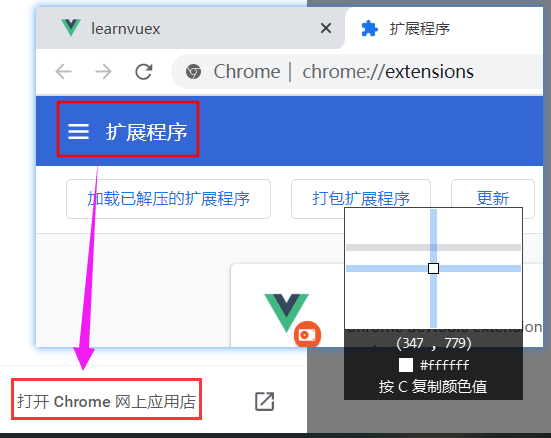 learnvuex
扩展程序
Chrome | chrome://extensions
扩展程序
加载已解压的扩展程序
打包扩展程序
更新
(347 , 779)
#ffffff
按 C 复制颜色值
打开 Chrome 网上应用店